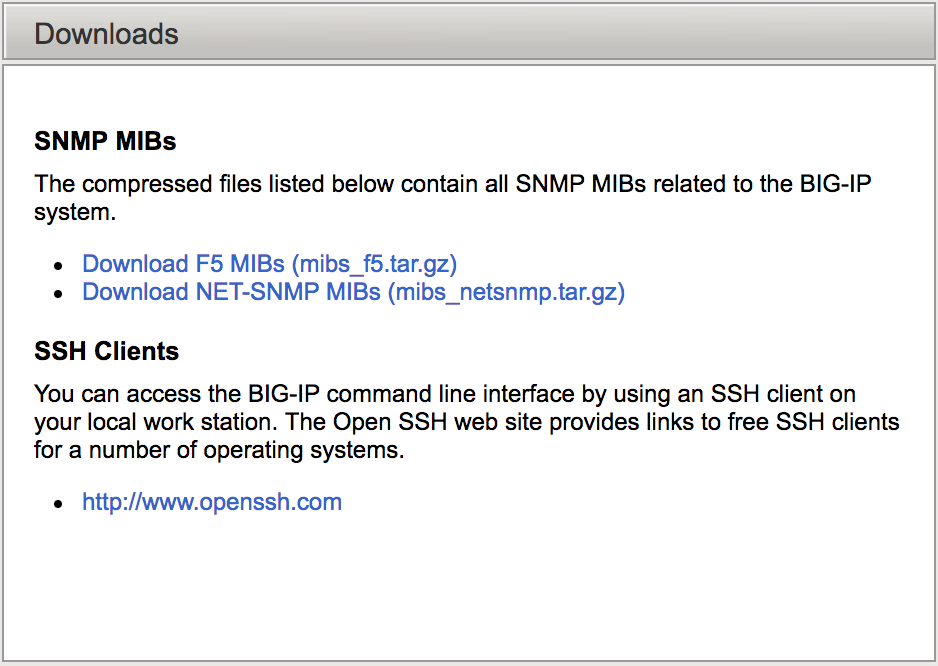 Downloads
SNMP MIBs
The compressed files listed below contain all SNMP MIBs related to the BIG-IP
system.
Download F5 MIBs (mibs_f5.tar.gz)
Download NET-SNMP MIBs (mibs_netsnmp.tar.gz)
SSH Clients
You can access the BIG-IP command line interface by using an SSH client on
your local work station. The Open SSH web site provides links to free SSH clients
for a number of operating systems.
http://www.openssh.com